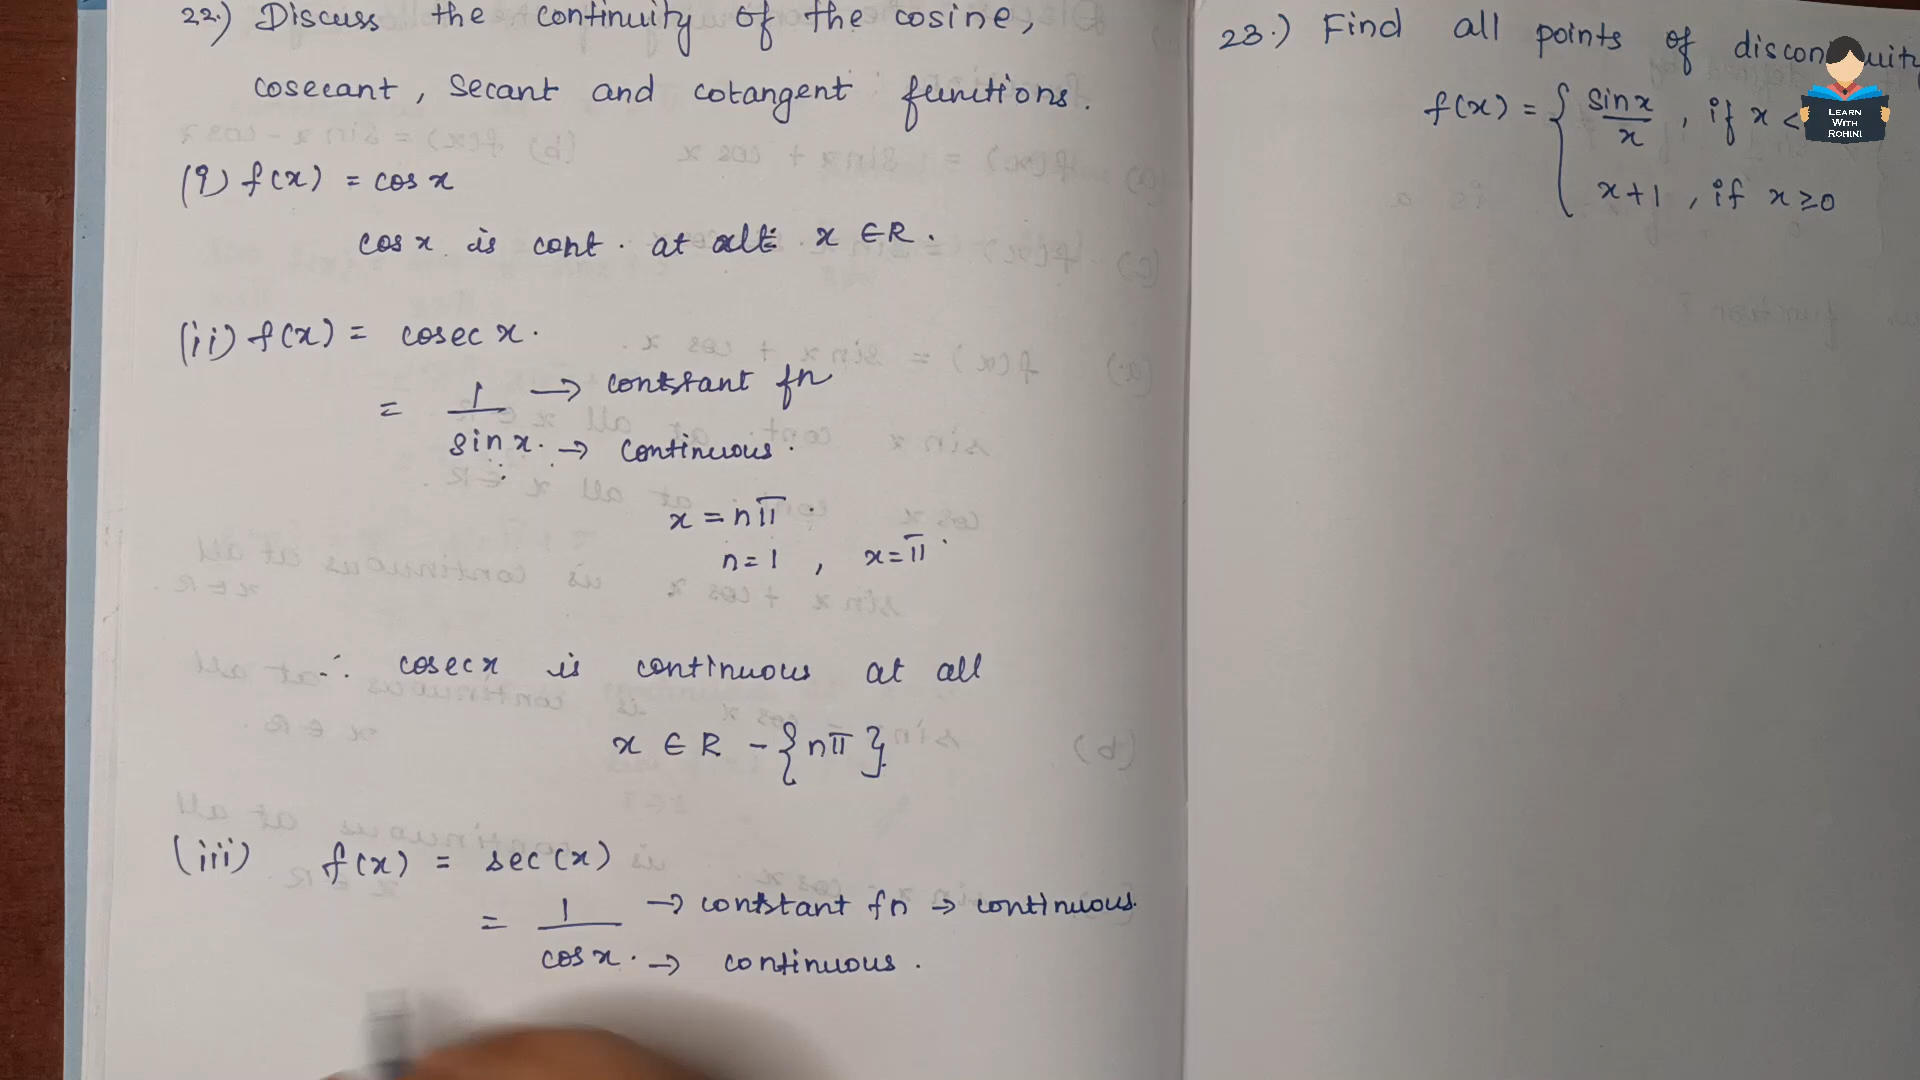 22.) Discuss the continuity of the cosine,
cosecant, secant and cotangent functions.
(i) f(x) = cos x
cos x is cont. at all x ∈ R.
(ii) f(x) = cosec x.
= 1/sin x. → constant fn
→ continuous.
x = nπ
n = 1, x = π
∴ cosec x is continuous at all
x ∈ R - {nπ}
(iii) f(x) = sec(x)
= 1/cos x. → constant fn → continuous.
→ continuous.
23.) Find all points of
f(x) = { sin x/x, if x <
x+1, if x ≥ 0
LEARN
WITH
ROHINI